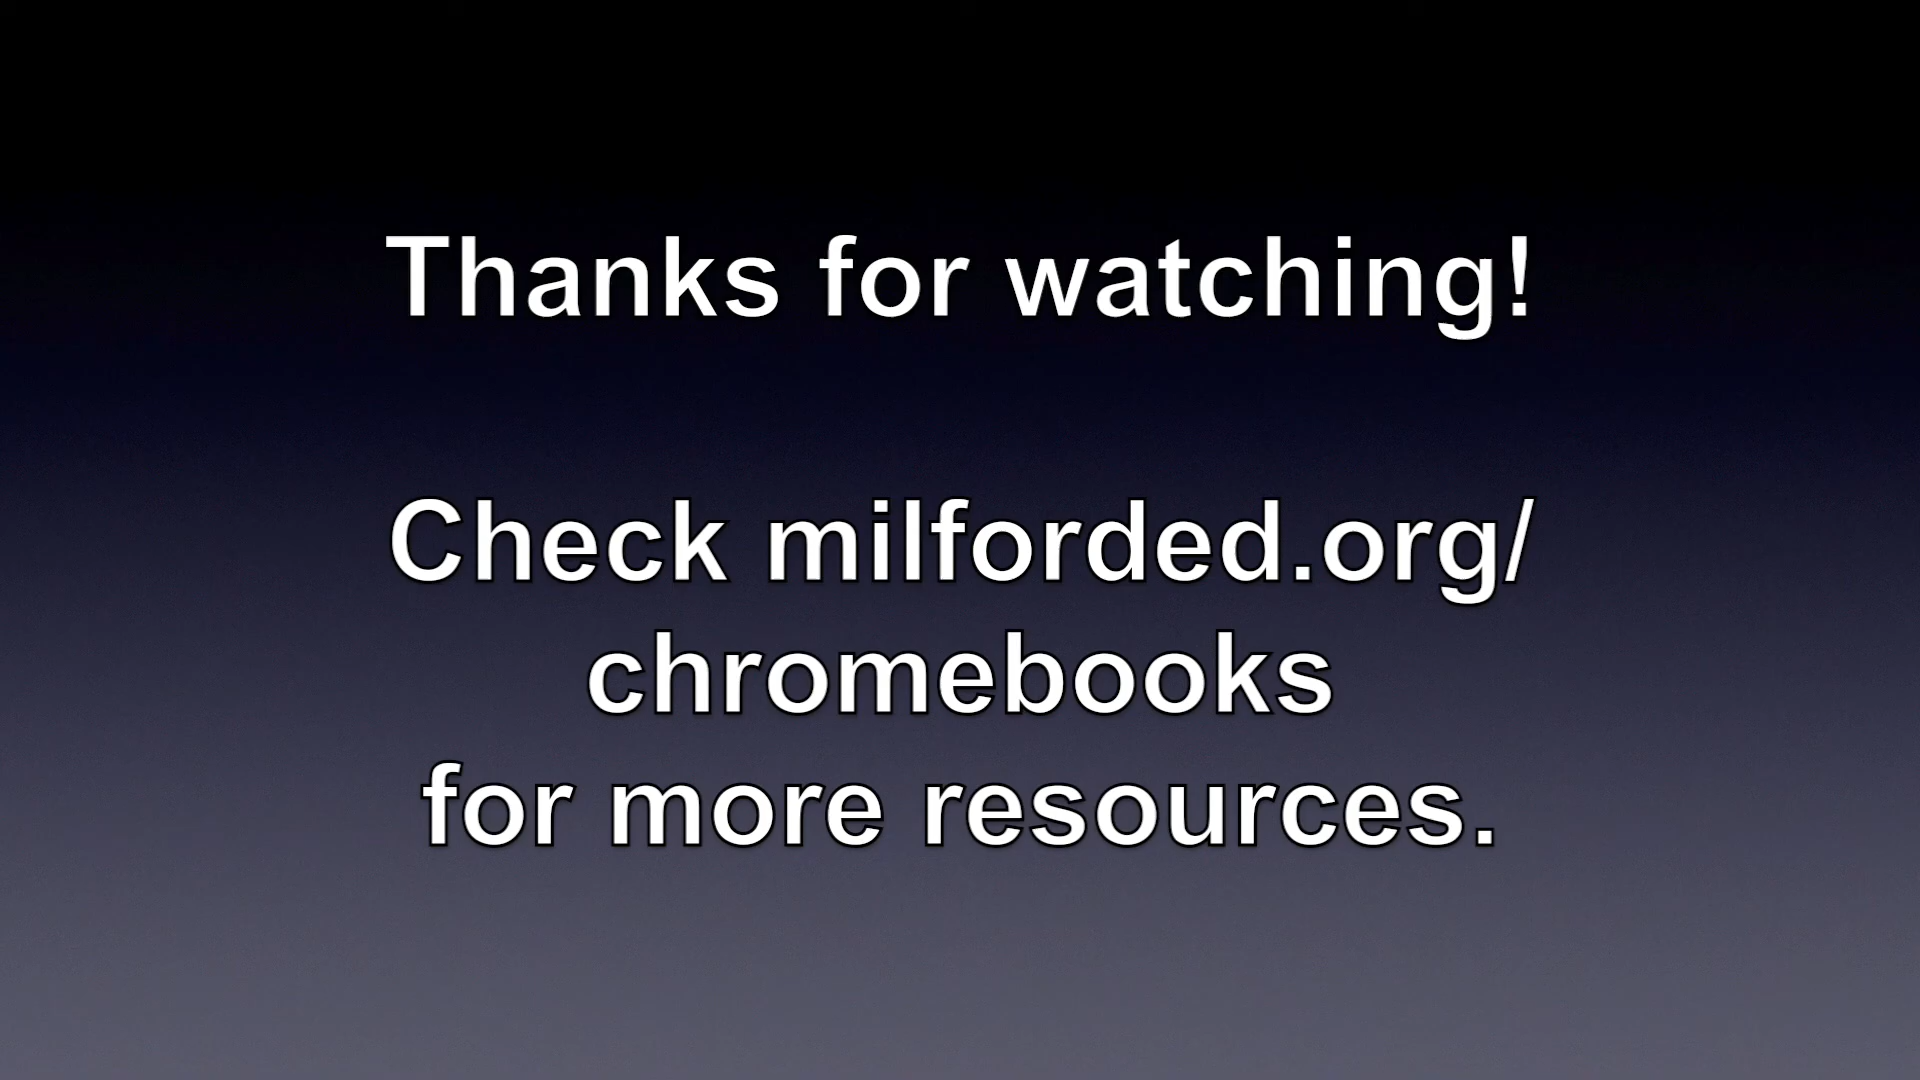 Thanks for watching!
Check milforded.org/
chromebooks
for more resources.